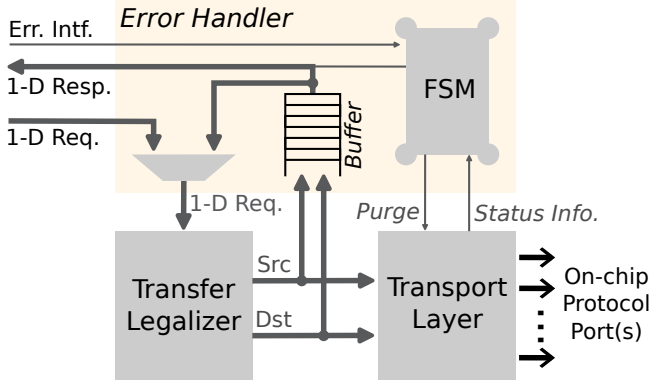 Error Handler
Err. Intf.
1-D Resp.
1-D Req.
FSM
Buffer
1-D Req.
Purge
Status Info.
Src
Dst
Transfer
Legalizer
Transport
Layer
On-chip
Protocol
Port(s)